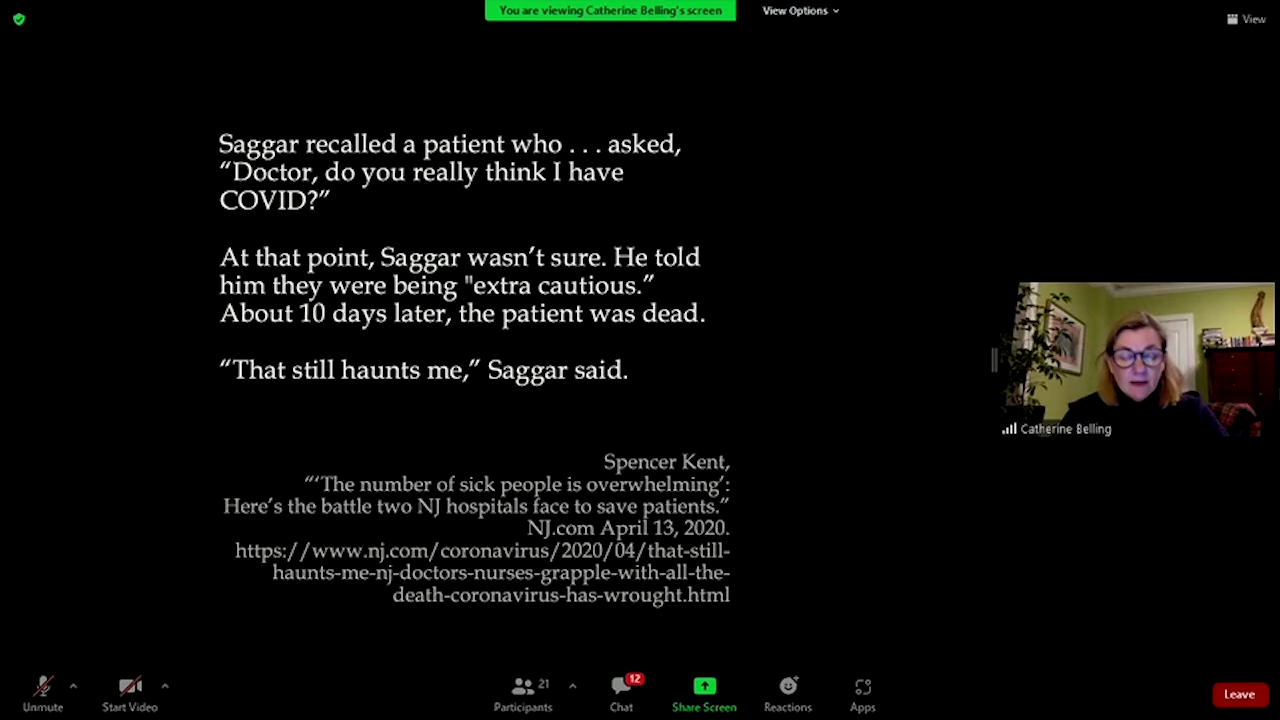 You are viewing Catherine Belling's screen
View Options
View
Saggar recalled a patient who . . . asked,
“Doctor, do you really think I have
COVID?”
At that point, Saggar wasn’t sure. He told
him they were being "extra cautious.”
About 10 days later, the patient was dead.
“That still haunts me,” Saggar said.
Catherine Belling
Spencer Kent,
“‘The number of sick people is overwhelming’:
Here’s the battle two NJ hospitals face to save patients.”
NJ.com April 13, 2020.
https://www.nj.com/coronavirus/2020/04/that-still-
haunts-me-nj-doctors-nurses-grapple-with-all-the-
death-coronavirus-has-wrought.html
Unmute
Start Video
21
Participants
12
Chat
Share Screen
Reactions
Apps
Leave